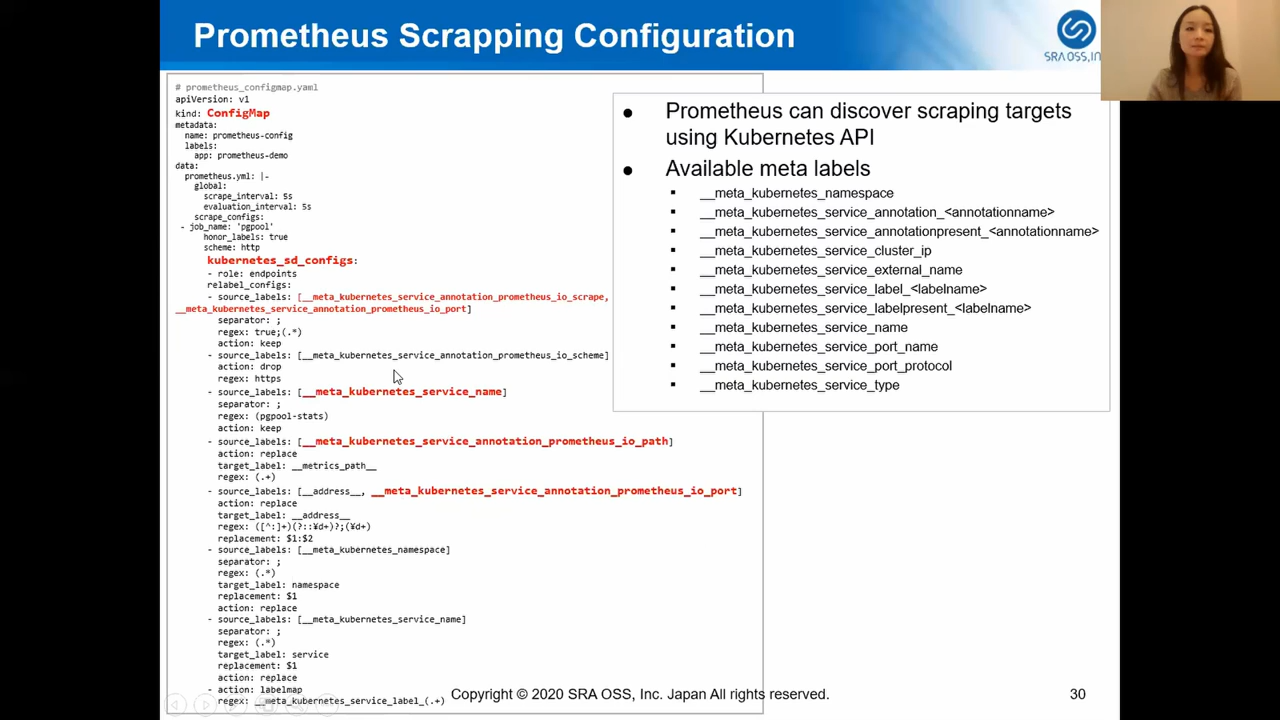 Prometheus Scrapping Configuration
SRA OSS, IN
# prometheus_configmap.yaml
apiVersion: v1
kind: ConfigMap
metadata:
name: prometheus-config
labels:
app: prometheus-demo
data:
prometheus.yml: |-
global:
scrape_interval: 5s
evaluation_interval: 5s
scrape_configs:
- job_name: 'pgpool'
honor_labels: true
scheme: http
kubernetes_sd_configs:
- role: endpoints
relabel_configs:
- source_labels: [__meta_kubernetes_service_annotation_prometheus_io_scrape,
__meta_kubernetes_service_annotation_prometheus_io_port]
separator: ;
regex: true;(.*)
action: keep
- source_labels: [__meta_kubernetes_service_annotation_prometheus_io_scheme]
action: drop
regex: https
- source_labels: [__meta_kubernetes_service_name]
separator: ;
regex: (pgpool-stats)
action: keep
- source_labels: [__meta_kubernetes_service_annotation_prometheus_io_path]
action: replace
target_label: __metrics_path__
regex: (.+)
- source_labels: [__address__, __meta_kubernetes_service_annotation_prometheus_io_port]
action: replace
target_label: __address__
regex: ([^:]+)(?::¥d+)?;(¥d+)
replacement: $1:$2
- source_labels: [__meta_kubernetes_namespace]
separator: ;
regex: (.*)
target_label: namespace
replacement: $1
action: replace
- source_labels: [__meta_kubernetes_service_name]
separator: ;
regex: (.*)
target_label: service
replacement: $1
action: replace
- action: labelmap
regex: __meta_kubernetes_service_label_(.+)
● Prometheus can discover scraping targets
using Kubernetes API
● Available meta labels
▪ __meta_kubernetes_namespace
▪ __meta_kubernetes_service_annotation_<annotationname>
▪ __meta_kubernetes_service_annotationpresent_<annotationname>
▪ __meta_kubernetes_service_cluster_ip
▪ __meta_kubernetes_service_external_name
▪ __meta_kubernetes_service_label_<labelname>
▪ __meta_kubernetes_service_labelpresent_<labelname>
▪ __meta_kubernetes_service_name
▪ __meta_kubernetes_service_port_name
▪ __meta_kubernetes_service_port_protocol
▪ __meta_kubernetes_service_type
Copyright © 2020 SRA OSS, Inc. Japan All rights reserved.
30